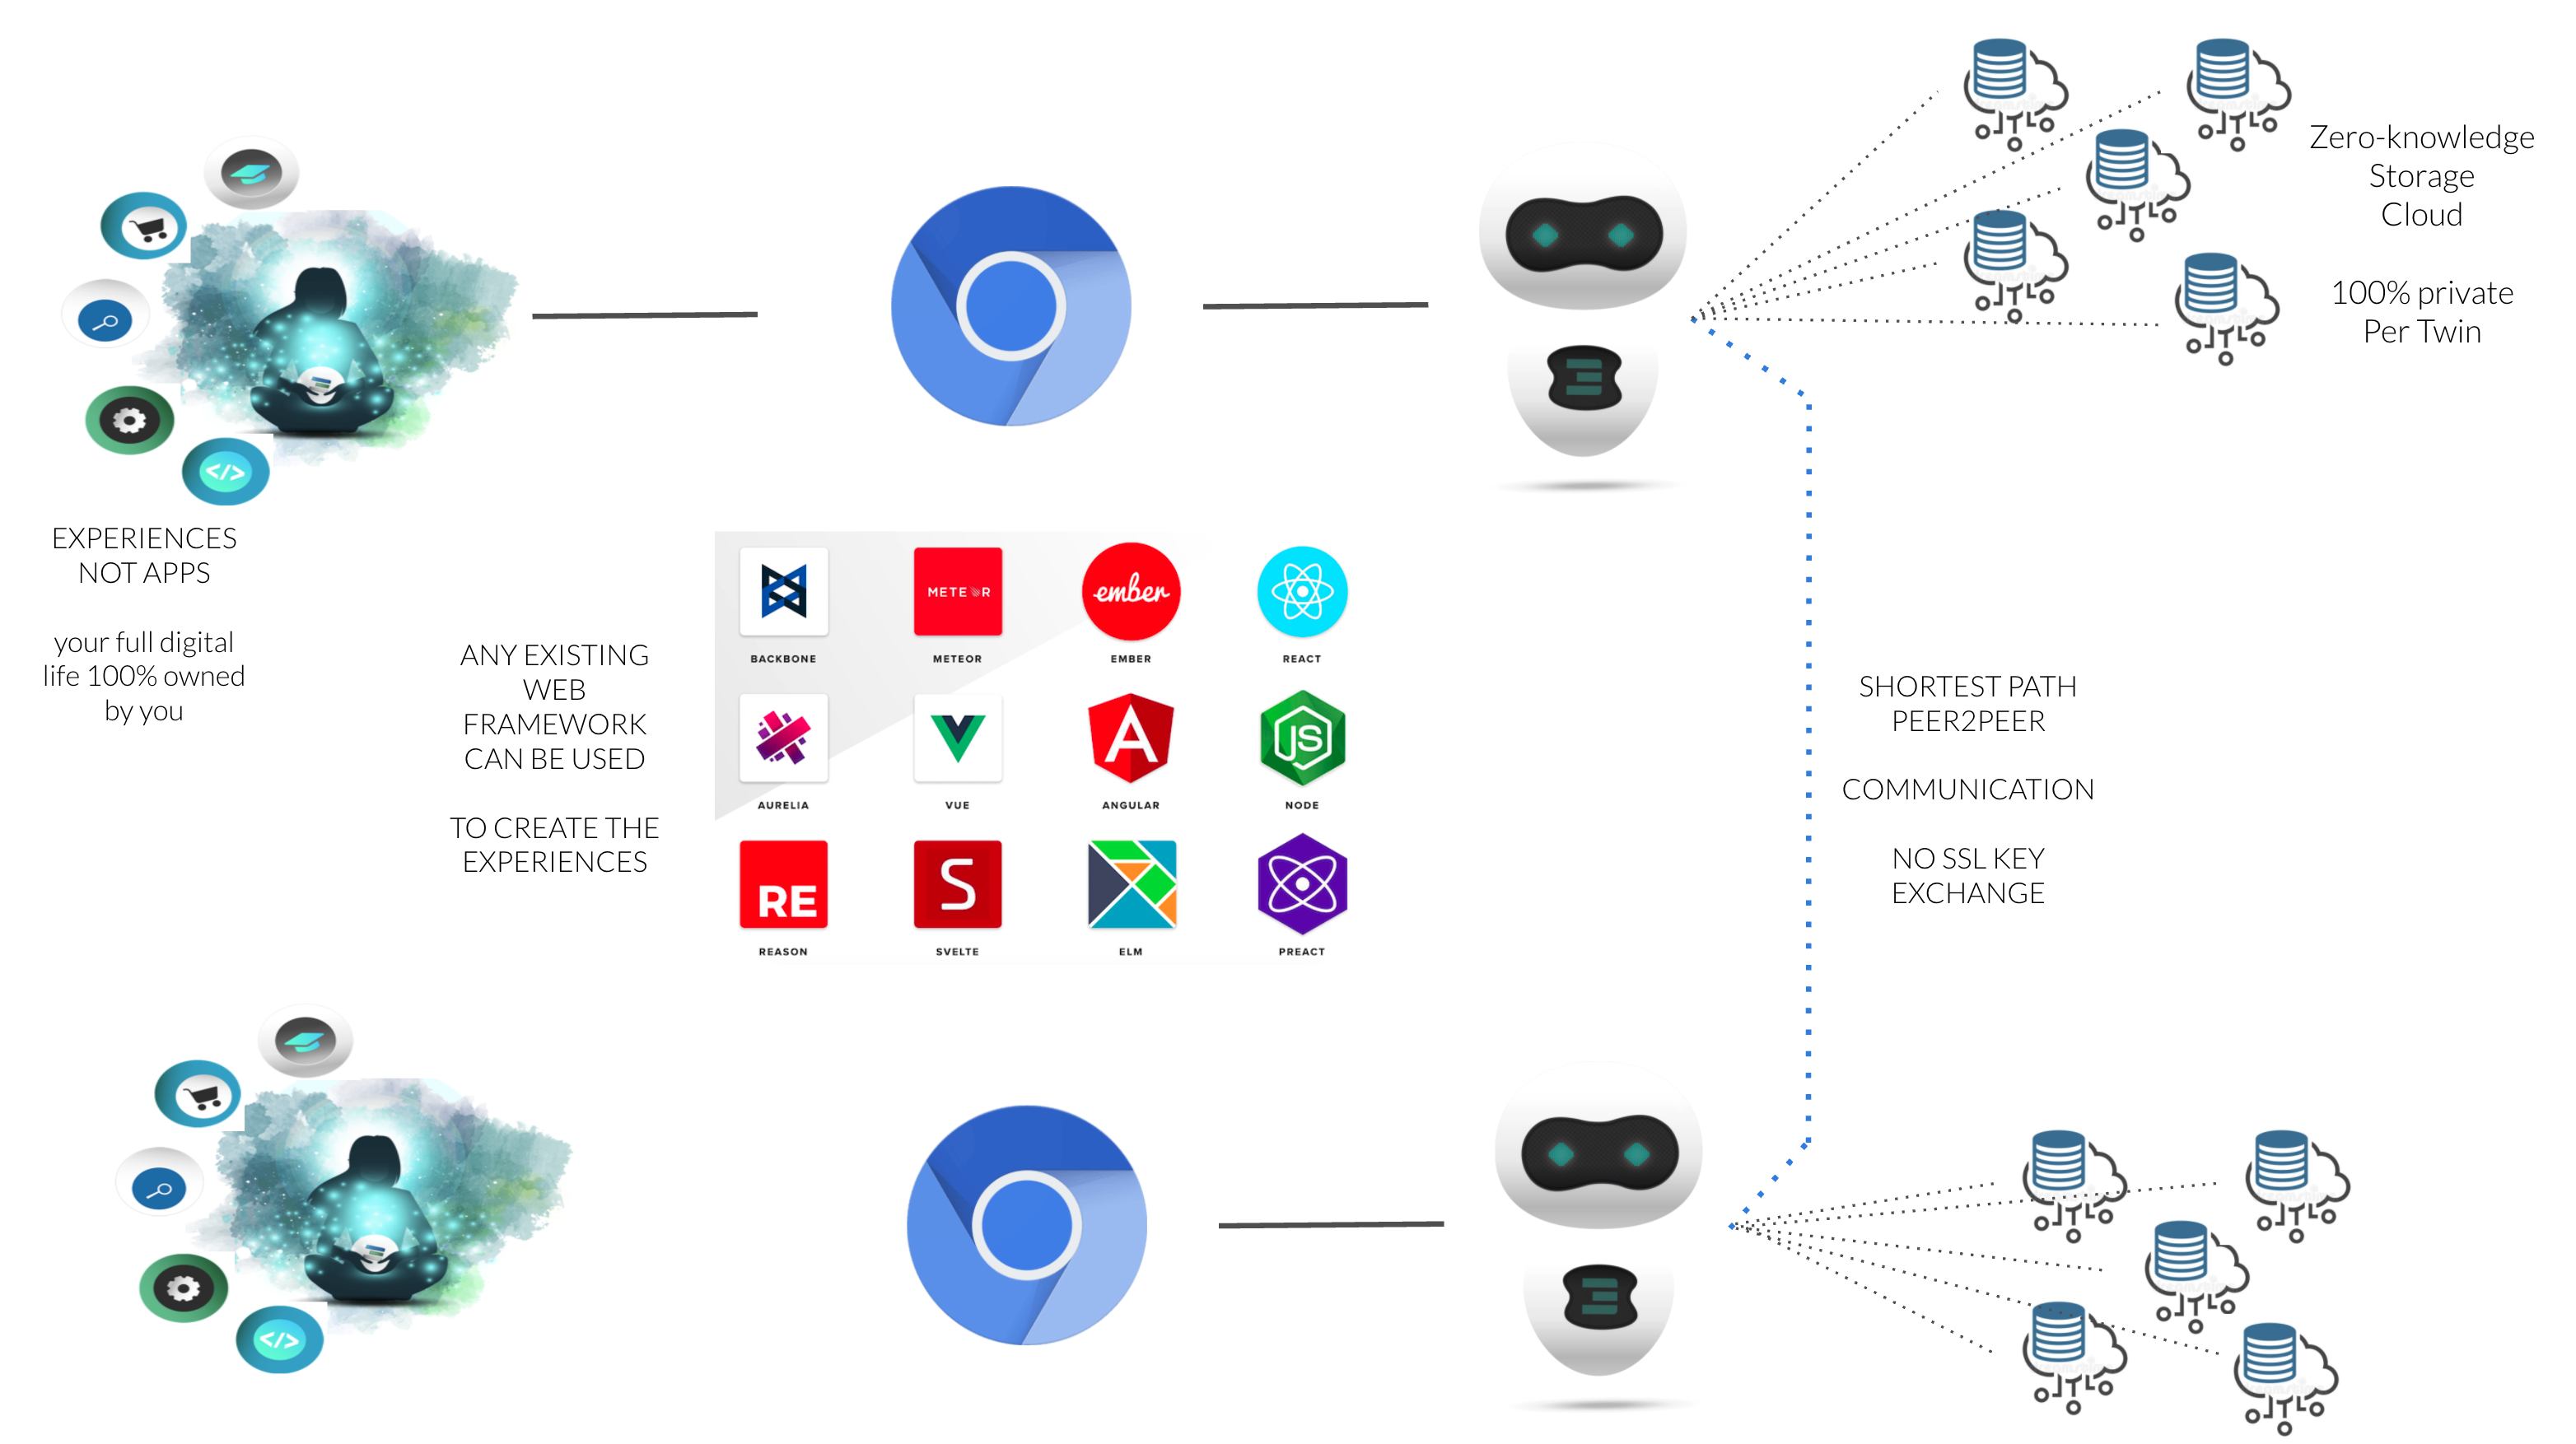 Zero-knowledge
Storage
Cloud
100% private
Per Twin
EXPERIENCES
NOT APPS
your full digital
life 100% owned
by you
ANY EXISTING
WEB
FRAMEWORK
CAN BE USED
TO CREATE THE
EXPERIENCES
METEOR
ember
BACKBONE
METEOR
EMBER
REACT
A
JS
AURELIA
VUE
ANGULAR
NODE
RE
S
REASON
SVELTE
ELM
PREACT
SHORTEST PATH
PEER2PEER
COMMUNICATION
NO SSL KEY
EXCHANGE